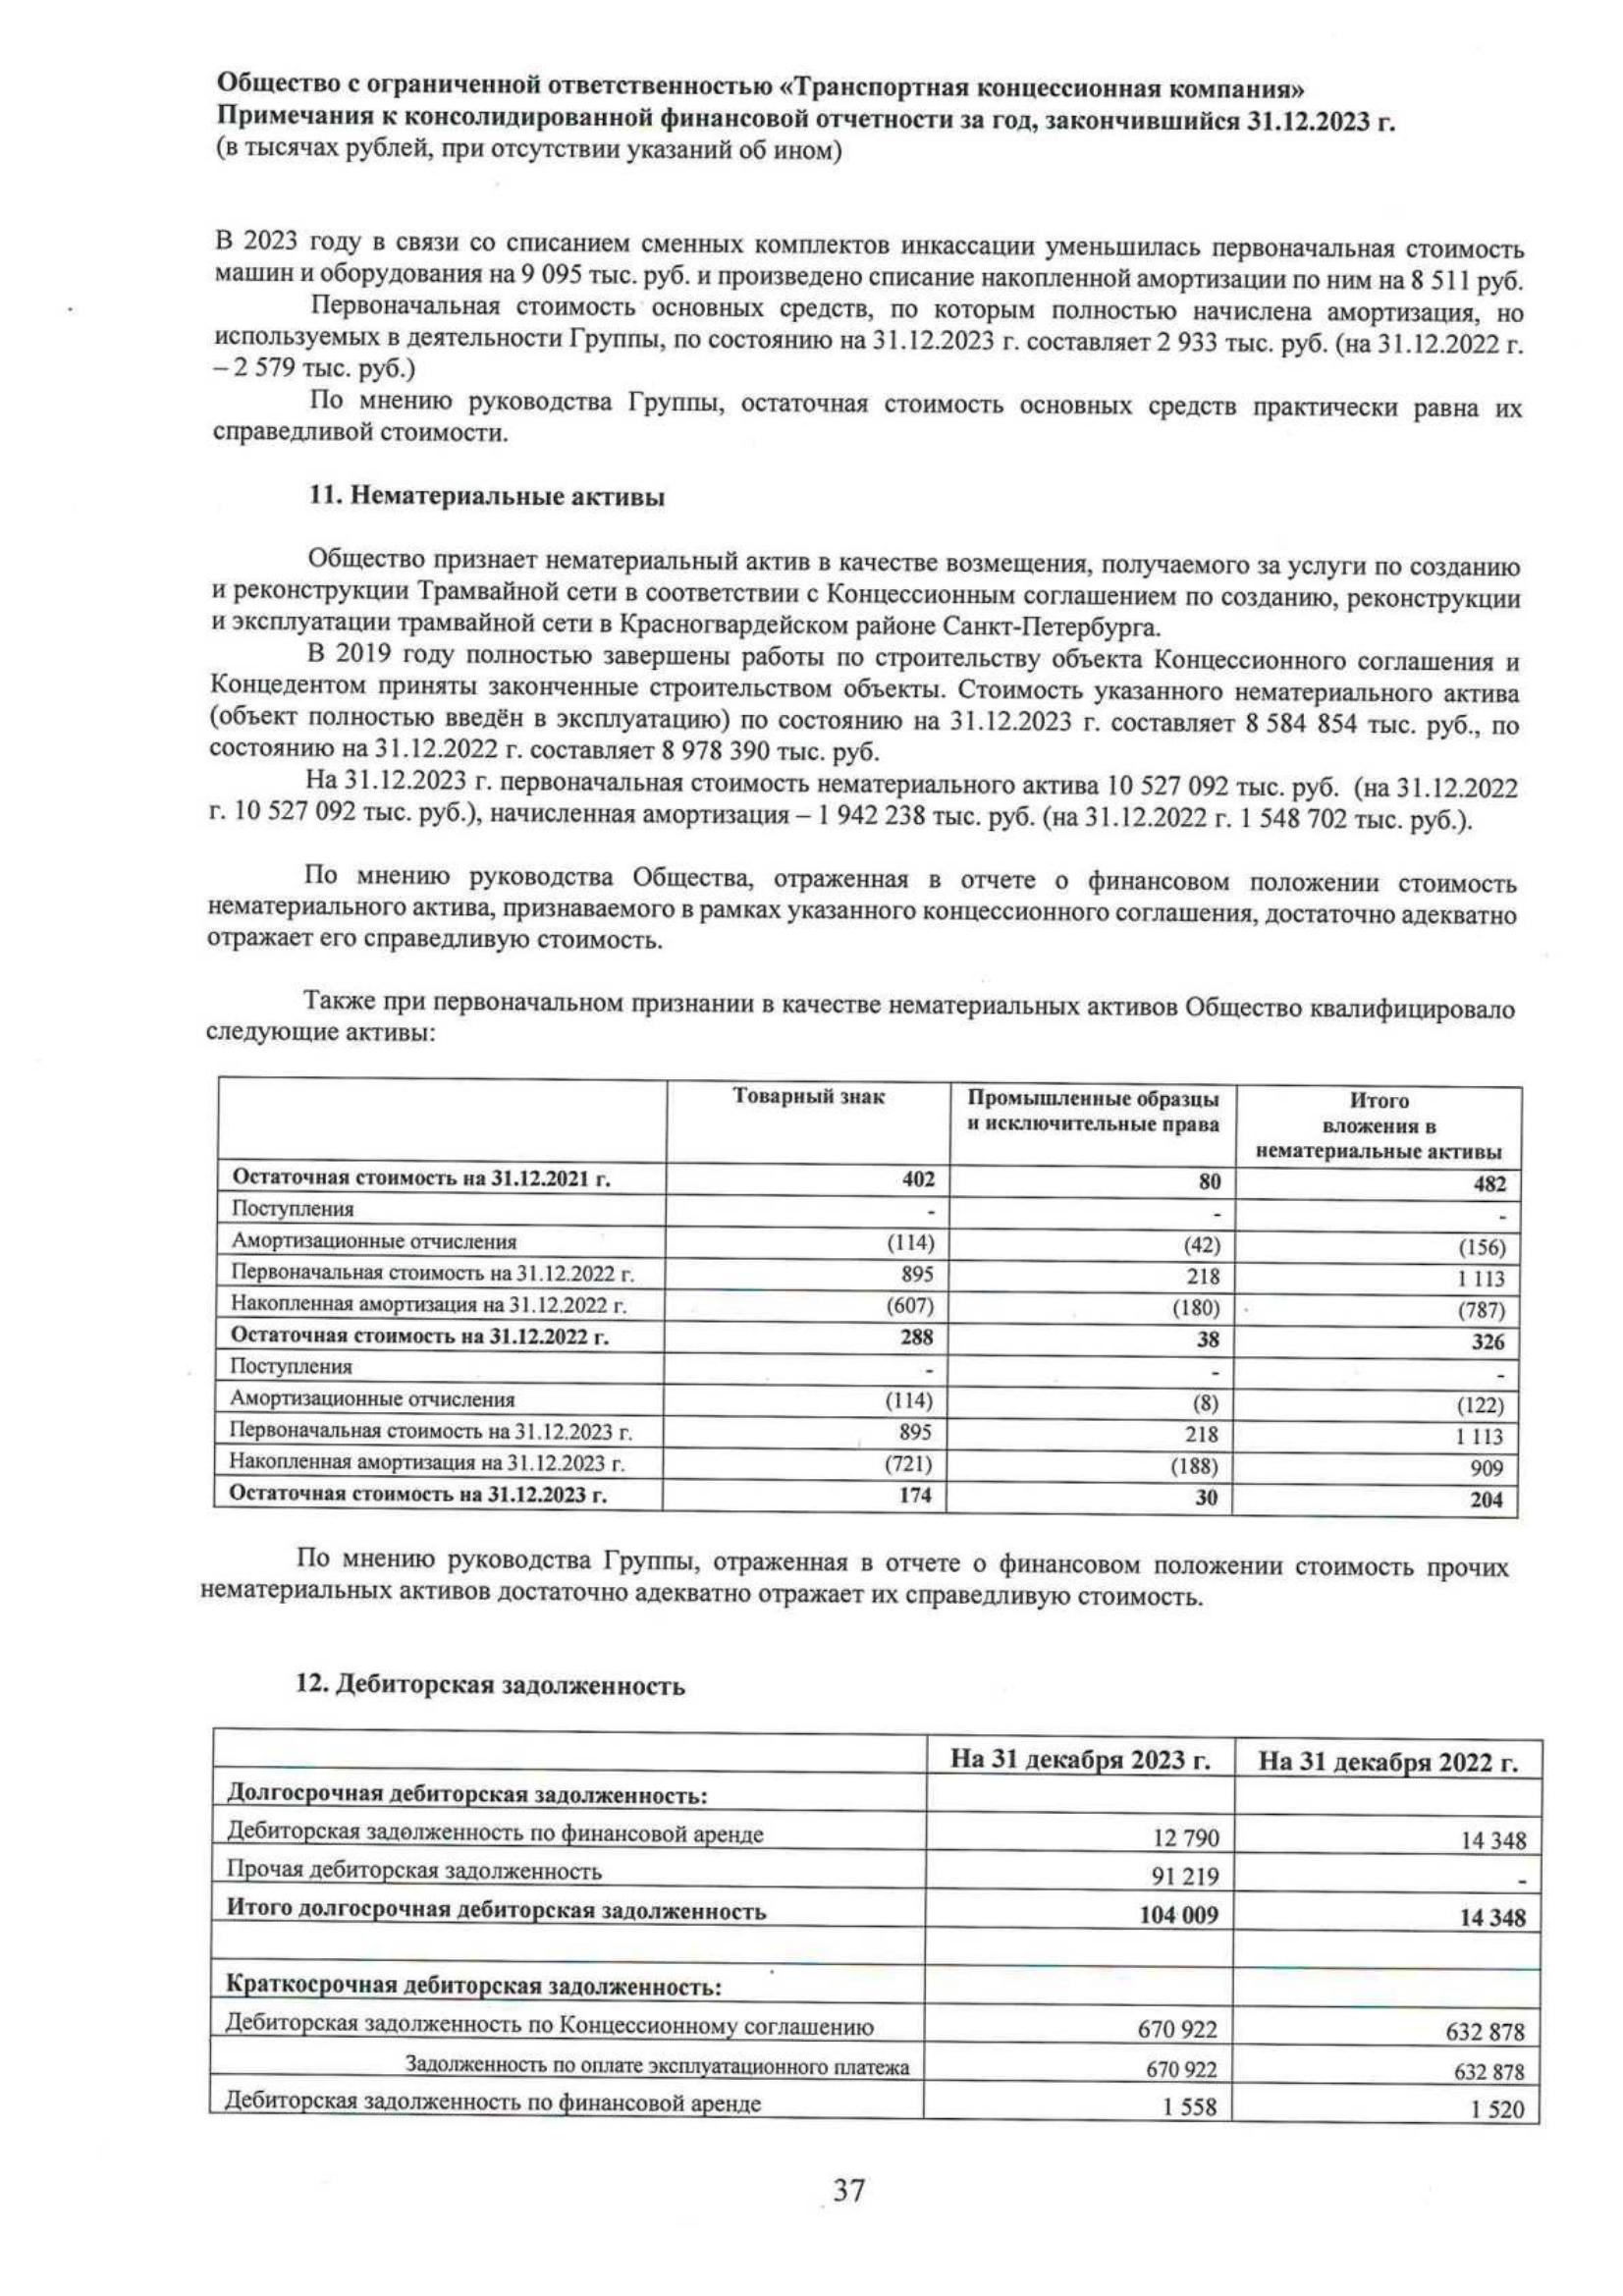 Общество с ограниченной ответственностью «Транспортная концессионная компания»
Примечания к консолидированной финансовой отчетности за год, закончившийся 31.12.2023 г.
(в тысячах рублей, при отсутствии указаний об ином)
В 2023 году в связи со списанием сменных комплектов инкассации уменьшилась первоначальная стоимость
машин и оборудования на 9 095 тыс. руб. и произведено списание накопленной амортизации по ним на 8 511 руб.
Первоначальная стоимость основных средств, по которым полностью начислена амортизация, но
используемых в деятельности Группы, по состоянию на 31.12.2023 г. составляет 2 933 тыс. руб. (на 31.12.2022 г.
– 2 579 тыс. руб.)
По мнению руководства Группы, остаточная стоимость основных средств практически равна их
справедливой стоимости.
11. Нематериальные активы
Общество признает нематериальный актив в качестве возмещения, получаемого за услуги по созданию
и реконструкции Трамвайной сети в соответствии с Концессионным соглашением по созданию, реконструкции
и эксплуатации трамвайной сети в Красногвардейском районе Санкт-Петербурга.
В 2019 году полностью завершены работы по строительству объекта Концессионного соглашения и
Концедентом приняты законченные строительством объекты. Стоимость указанного нематериального актива
(объект полностью введён в эксплуатацию) по состоянию на 31.12.2023 г. составляет 8 584 854 тыс. руб., по
состоянию на 31.12.2022 г. составляет 8 978 390 тыс. руб.
На 31.12.2023 г. первоначальная стоимость нематериального актива 10 527 092 тыс. руб. (на 31.12.2022
г. 10 527 092 тыс. руб.), начисленная амортизация – 1 942 238 тыс. руб. (на 31.12.2022 г. 1 548 702 тыс. руб.).
По мнению руководства Общества, отраженная в отчете о финансовом положении стоимость
нематериального актива, признаваемого в рамках указанного концессионного соглашения, достаточно адекватно
отражает его справедливую стоимость.
Также при первоначальном признании в качестве нематериальных активов Общество квалифицировало
следующие активы:
Товарный знак Промышленные образцы Итого
и исключительные права вложения в
нематериальные активы
Остаточная стоимость на 31.12.2021 г. 402 80 482
Поступления - - -
Амортизационные отчисления (114) (42) (156)
Первоначальная стоимость на 31.12.2022 г. 895 218 1 113
Накопленная амортизация на 31.12.2022 г. (607) (180) (787)
Остаточная стоимость на 31.12.2022 г. 288 38 326
Поступления - - -
Амортизационные отчисления (114) (8) (122)
Первоначальная стоимость на 31.12.2023 г. 895 218 1 113
Накопленная амортизация на 31.12.2023 г. (721) (188) 909
Остаточная стоимость на 31.12.2023 г. 174 30 204
По мнению руководства Группы, отраженная в отчете о финансовом положении стоимость прочих
нематериальных активов достаточно адекватно отражает их справедливую стоимость.
12. Дебиторская задолженность
На 31 декабря 2023 г. На 31 декабря 2022 г.
Долгосрочная дебиторская задолженность:
Дебиторская задолженность по финансовой аренде 12 790 14 348
Прочая дебиторская задолженность 91 219 -
Итого долгосрочная дебиторская задолженность 104 009 14 348
Краткосрочная дебиторская задолженность:
Дебиторская задолженность по Концессионному соглашению 670 922 632 878
Задолженность по оплате эксплуатационного платежа 670 922 632 878
Дебиторская задолженность по финансовой аренде 1 558 1 520
37